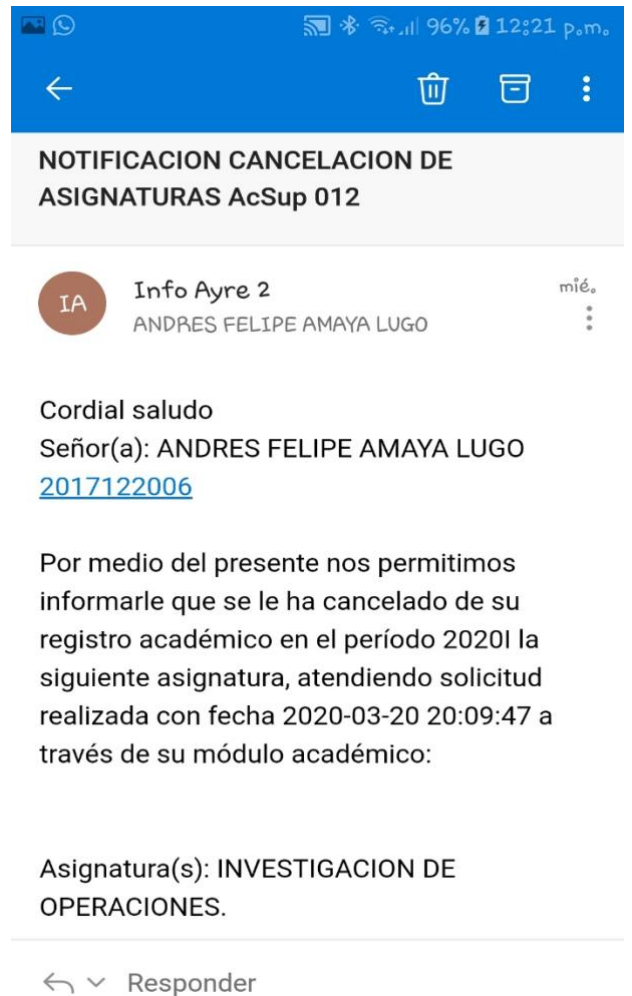 96% 12:21 p.m.
NOTIFICACION CANCELACION DE
ASIGNATURAS AcSup 012
IA
Info Ayre 2
mié.
ANDRES FELIPE AMAYA LUGO
Cordial saludo
Señor(a): ANDRES FELIPE AMAYA LUGO
2017122006
Por medio del presente nos permitimos
informarle que se le ha cancelado de su
registro académico en el período 2020I la
siguiente asignatura, atendiendo solicitud
realizada con fecha 2020-03-20 20:09:47 a
través de su módulo académico:
Asignatura(s): INVESTIGACION DE
OPERACIONES.
Responder